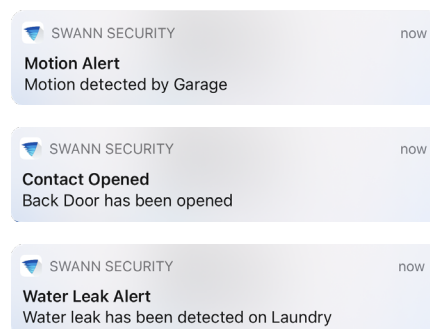 SWANN SECURITY now
Motion Alert
Motion detected by Garage
SWANN SECURITY now
Contact Opened
Back Door has been opened
SWANN SECURITY now
Water Leak Alert
Water leak has been detected on Laundry